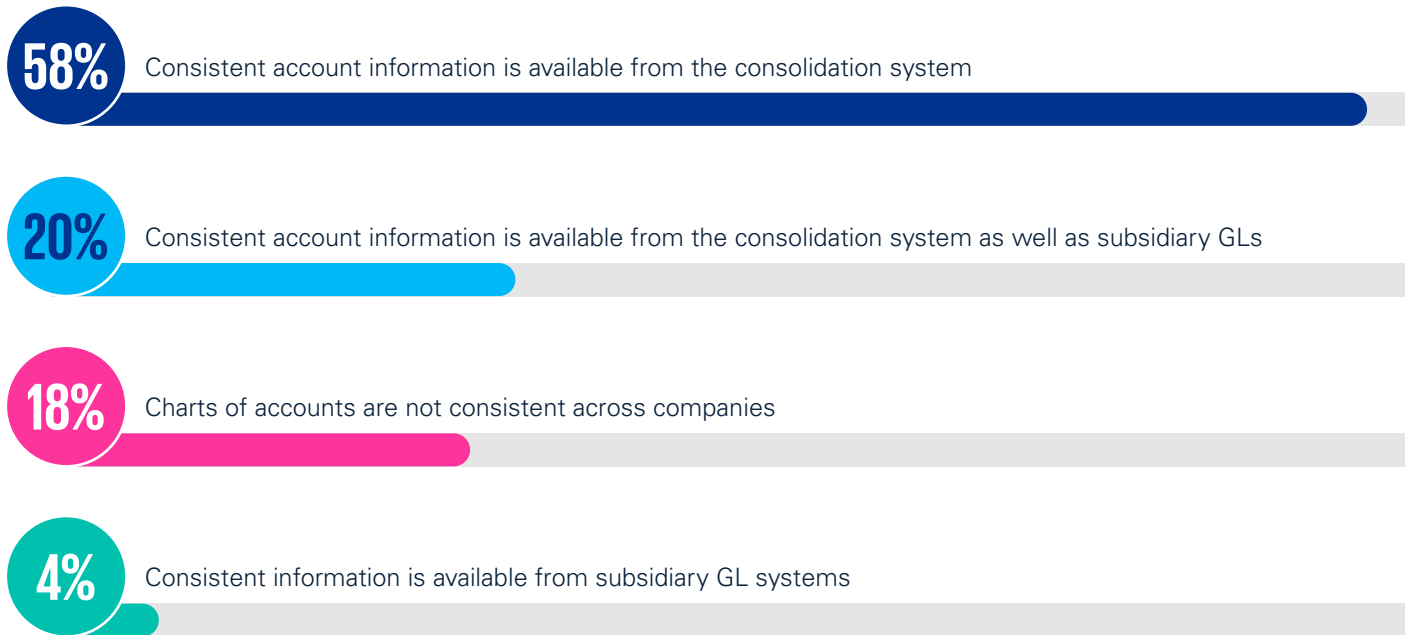 58%
Consistent account information is available from the consolidation system
20%
Consistent account information is available from the consolidation system as well as subsidiary GLs
18%
Charts of accounts are not consistent across companies
4%
Consistent information is available from subsidiary GL systems